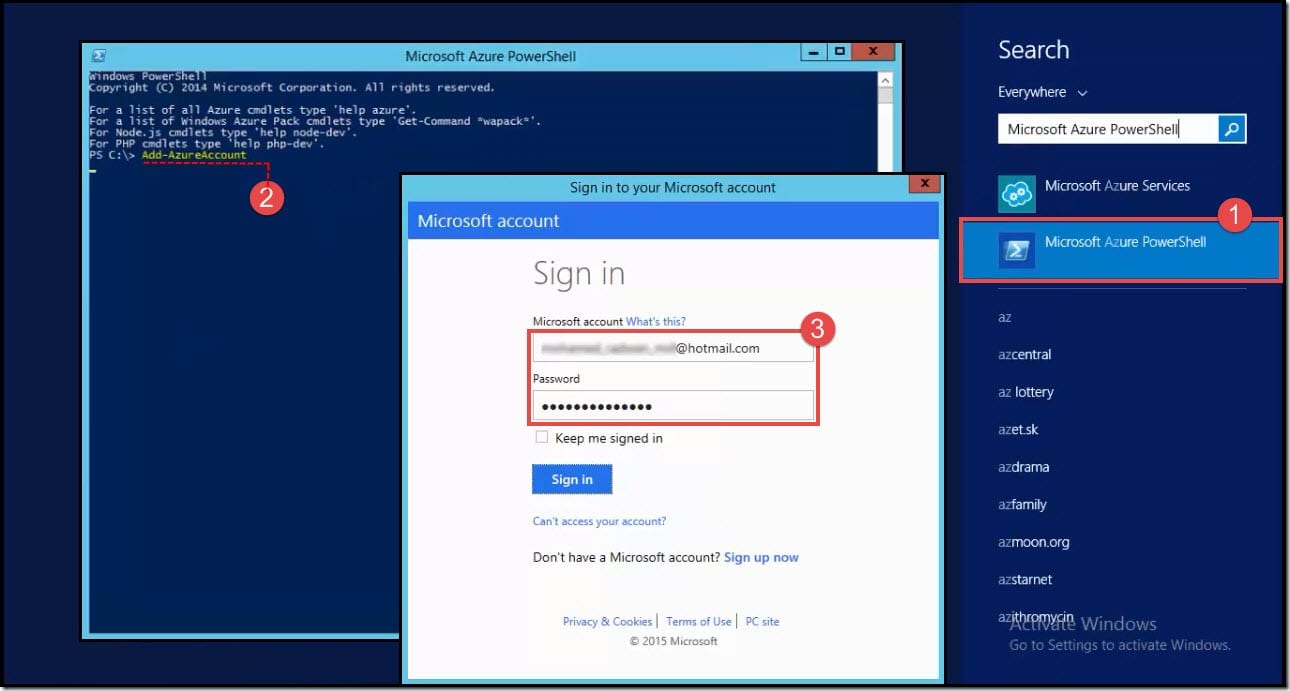 Microsoft Azure PowerShell
Windows PowerShell
Copyright (C) 2014 Microsoft Corporation. All rights reserved.
For a list of all Azure cmdlets type 'help azure'.
For a list of Windows Azure Pack cmdlets type 'Get-Command *wapack*'.
For Node.js cmdlets type 'help node-dev'.
For PHP cmdlets type 'help php-dev'.
PS C:\> Add-AzureAccount
2
Sign in to your Microsoft account
Microsoft account
Sign in
Microsoft account What's this?
@hotmail.com
3
Password
Keep me signed in
Sign in
Can't access your account?
Don't have a Microsoft account? Sign up now
Privacy & Cookies | Terms of Use | PC site
© 2015 Microsoft
Search
Everywhere
Microsoft Azure PowerShell
Microsoft Azure Services
1
Microsoft Azure PowerShell
az
azcentral
az lottery
azet.sk
azdrama
azfamily
azmoon.org
azstarnet
azithromycin
Activate Windows
Go to Settings to activate Windows.